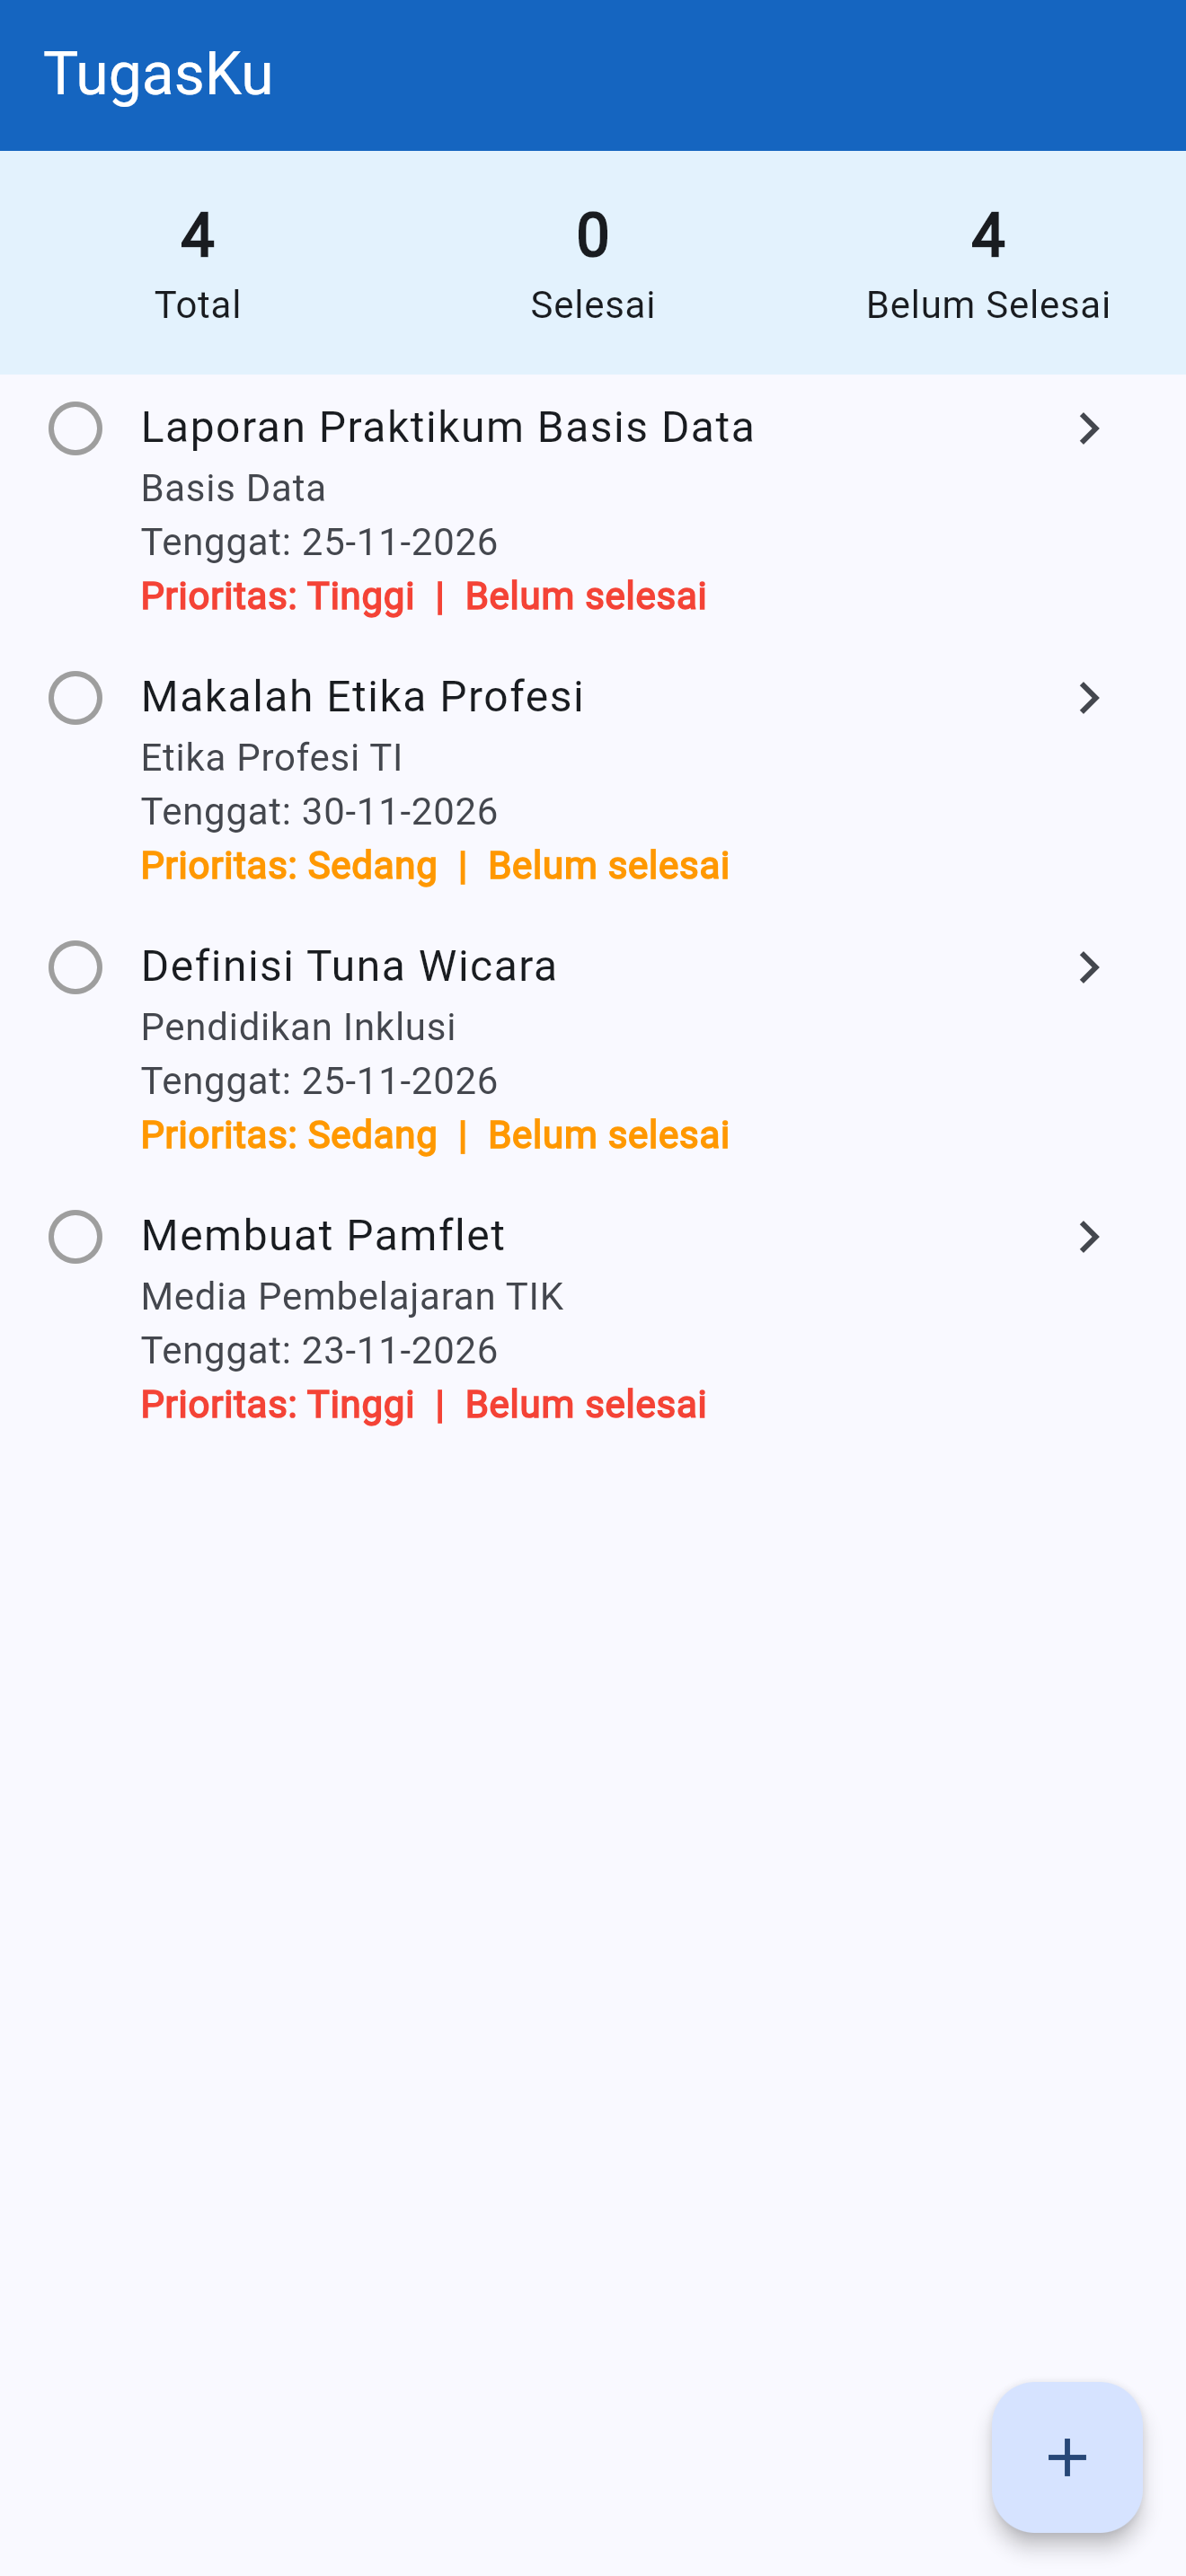 TugasKu
4 0 4
Total Selesai Belum Selesai
Laporan Praktikum Basis Data
Basis Data
Tenggat: 25-11-2026
Prioritas: Tinggi | Belum selesai
Makalah Etika Profesi
Etika Profesi TI
Tenggat: 30-11-2026
Prioritas: Sedang | Belum selesai
Definisi Tuna Wicara
Pendidikan Inklusi
Tenggat: 25-11-2026
Prioritas: Sedang | Belum selesai
Membuat Pamflet
Media Pembelajaran TIK
Tenggat: 23-11-2026
Prioritas: Tinggi | Belum selesai
+